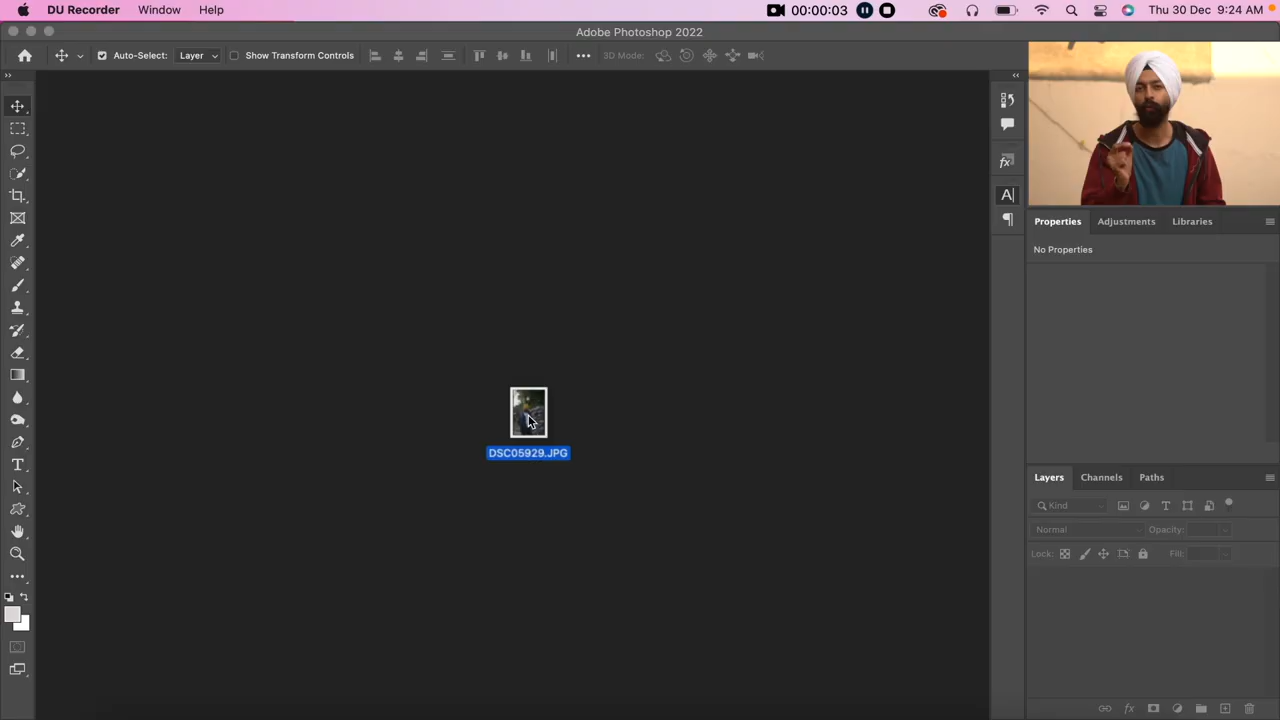 DU Recorder Window Help 00:00:03 Thu 30 Dec 9:24 AM
Adobe Photoshop 2022
Auto-Select: Layer Show Transform Controls 3D Mode:
Properties Adjustments Libraries
No Properties
DSC05929.JPG
Layers Channels Paths
Kind
Normal Opacity:
Lock: Fill: